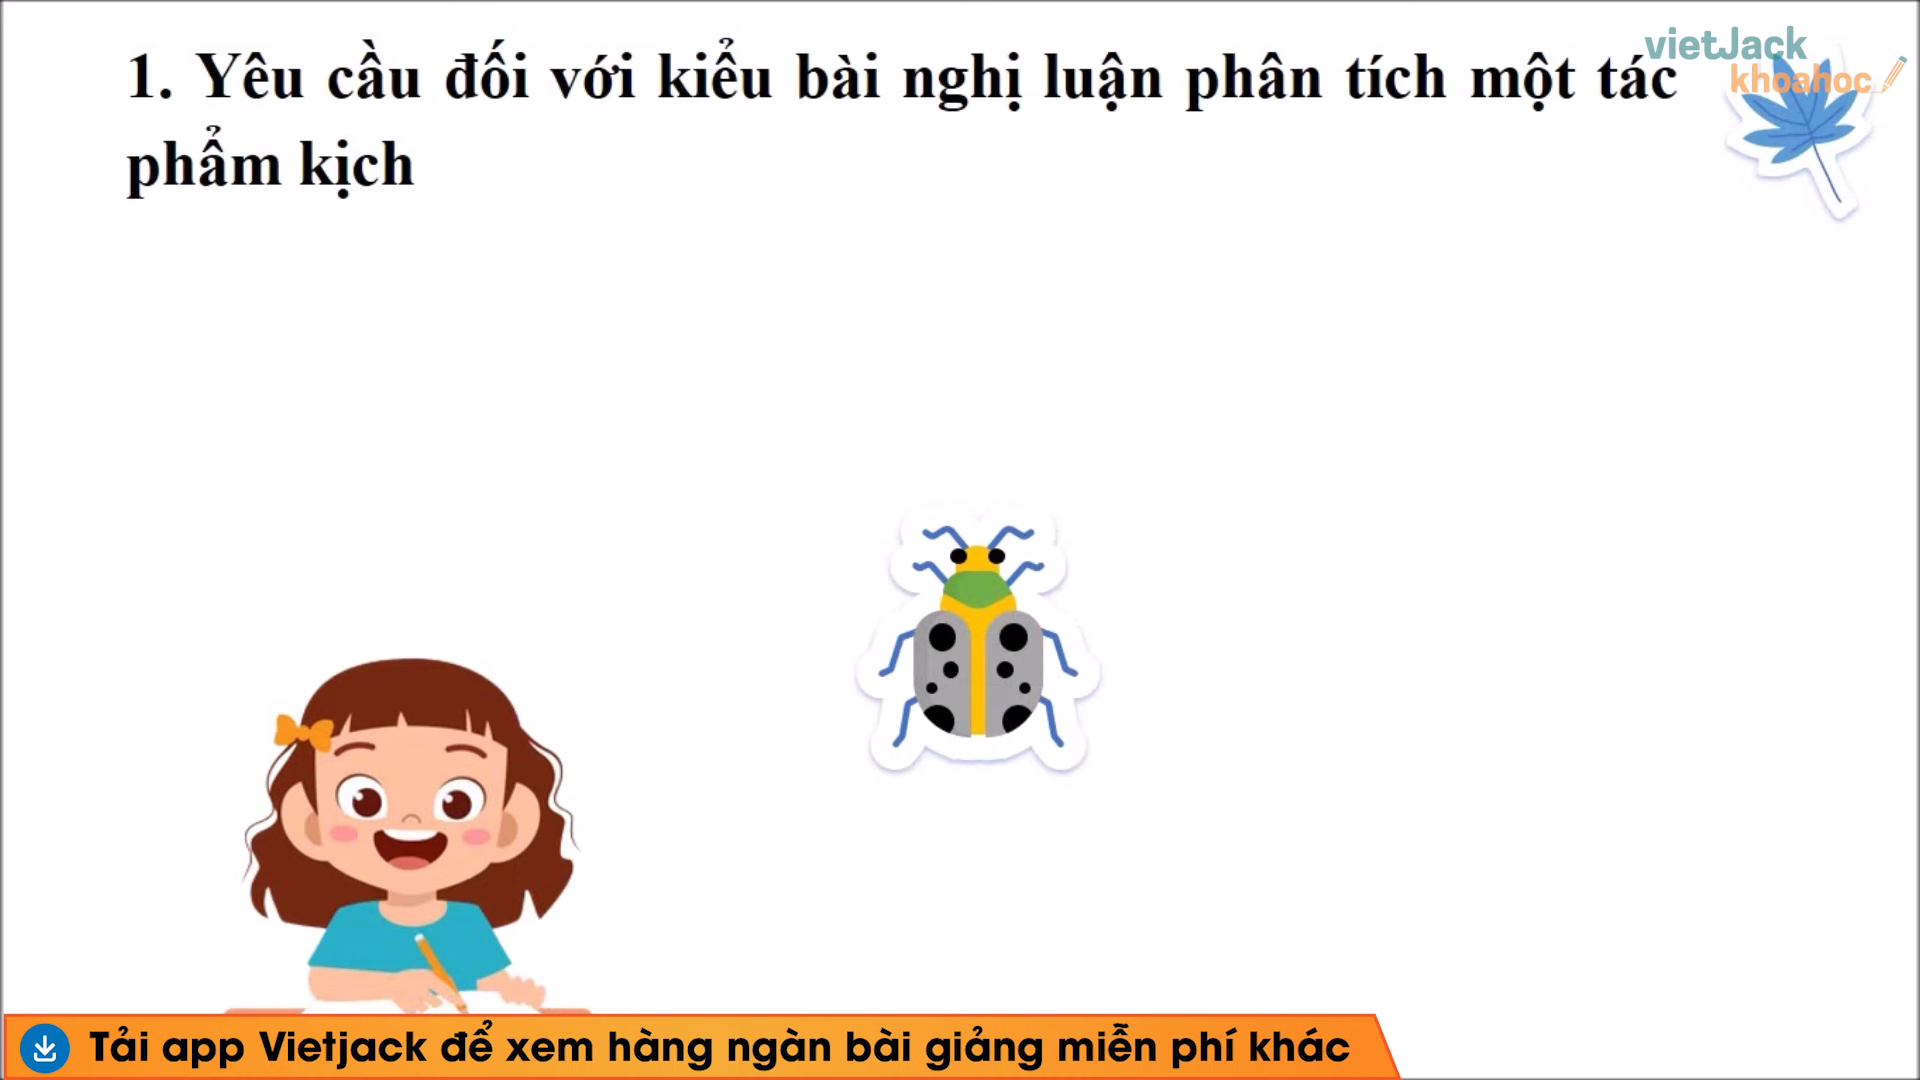 vietJack
khoahoc
1. Yêu cầu đối với kiểu bài nghị luận phân tích một tác
phẩm kịch
Tải app Vietjack để xem hàng ngàn bài giảng miễn phí khác